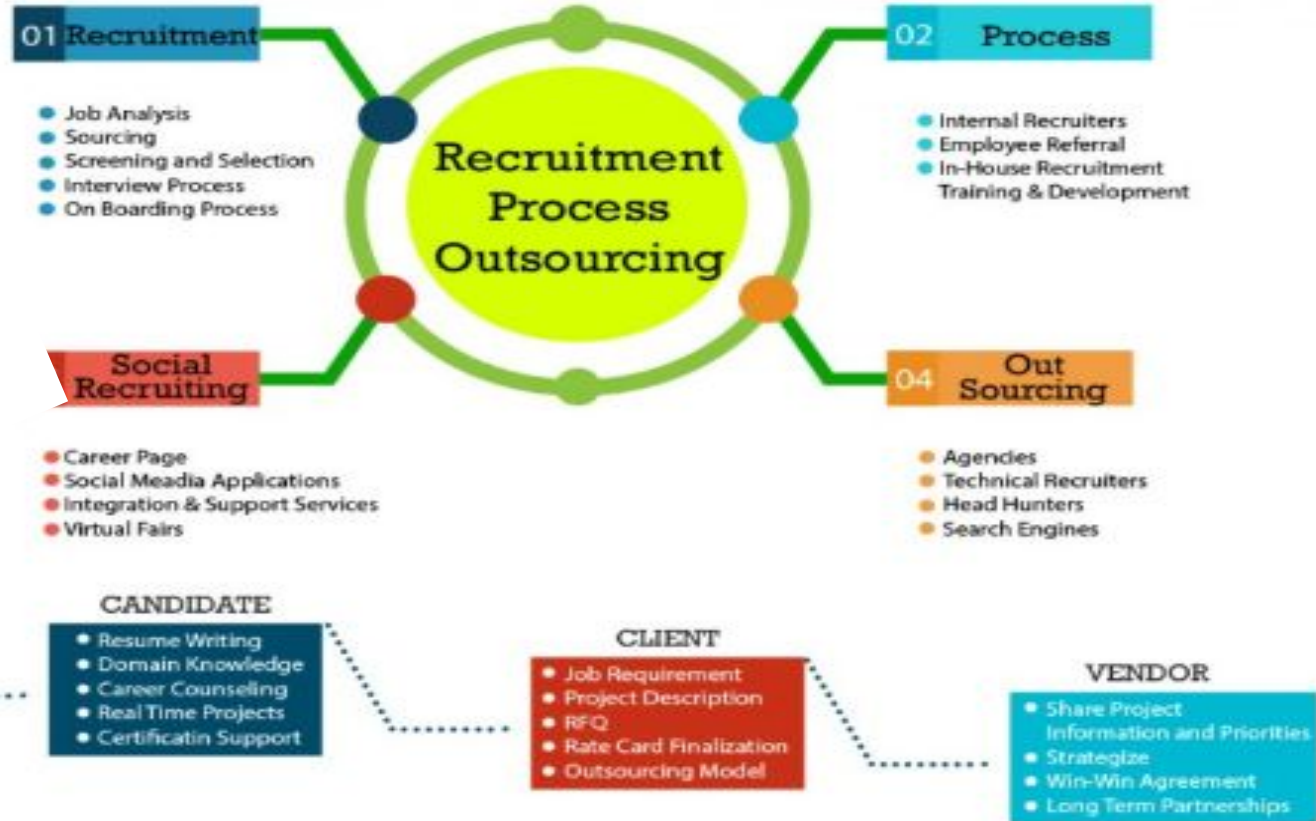 01 Recruitment
Job Analysis
Sourcing
Screening and Selection
Interview Process
On Boarding Process
Recruitment
Process
Outsourcing
02 Process
Internal Recruiters
Employee Referral
In-House Recruitment
Training & Development
Social
Recruiting
Career Page
Social Meadia Applications
Integration & Support Services
Virtual Fairs
04 Out
Sourcing
Agencies
Technical Recruiters
Head Hunters
Search Engines
CANDIDATE
Resume Writing
Domain Knowledge
Career Counseling
Real Time Projects
Certificatin Support
CLIENT
Job Requirement
Project Description
RFQ
Rate Card Finalization
Outsourcing Model
VENDOR
Share Project
Information and Priorities
Strategize
Win-Win Agreement
Long Term Partnerships